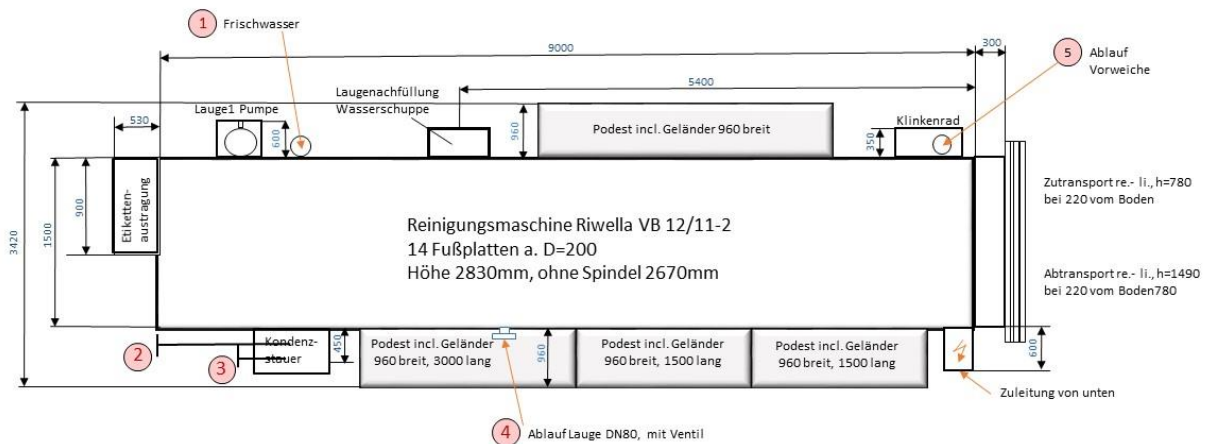 1 Frischwasser
9000
300
5 Ablauf
Vorweiche
5400
Laugenachfüllung
Wasserschuppe
Lauge1 Pumpe
530
600
960
Podest incl. Geländer 960 breit
Klinkenrad
350
3420
1500
900
Etiketten-
austragung
Reinigungsmaschine Riwella VB 12/11-2
14 Fußplatten a. D=200
Höhe 2830mm, ohne Spindel 2670mm
Zutransport re.- li., h=780
bei 220 vom Boden
Abtransport re.- li., h=1490
bei 220 vom Boden780
2
3
Kondenz-
stauer
450
Podest incl. Geländer
960 breit, 3000 lang
960
Podest incl. Geländer
960 breit, 1500 lang
Podest incl. Geländer
960 breit, 1500 lang
600
Zuleitung von unten
4 Ablauf Lauge DN80, mit Ventil